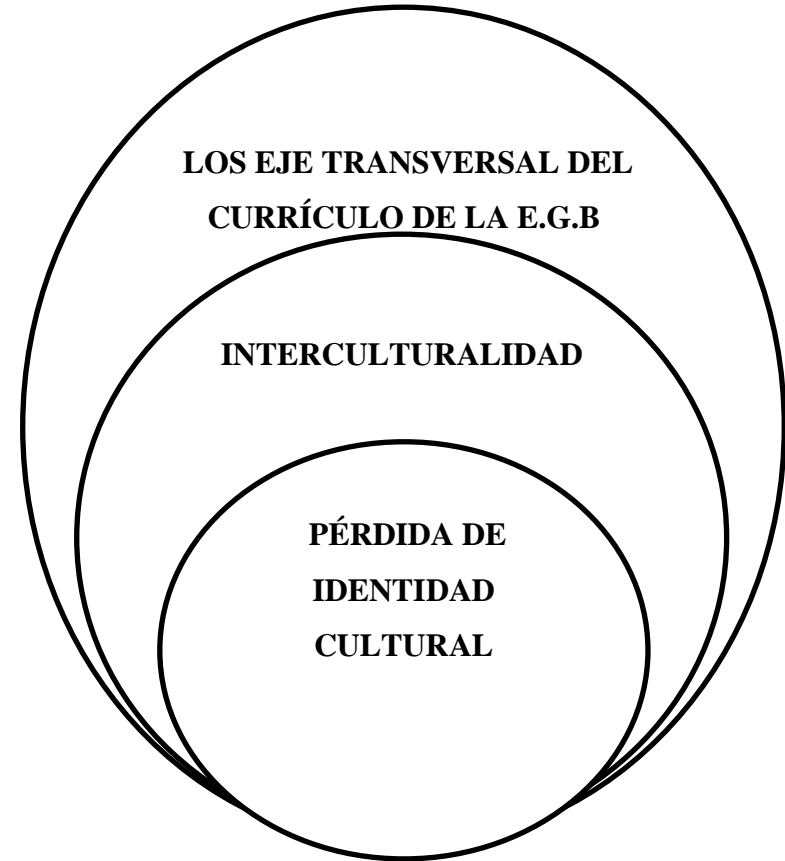 LOS EJE TRANSVERSAL DEL
CURRÍCULO DE LA E.G.B
INTERCULTURALIDAD
PÉRDIDA DE
IDENTIDAD
CULTURAL